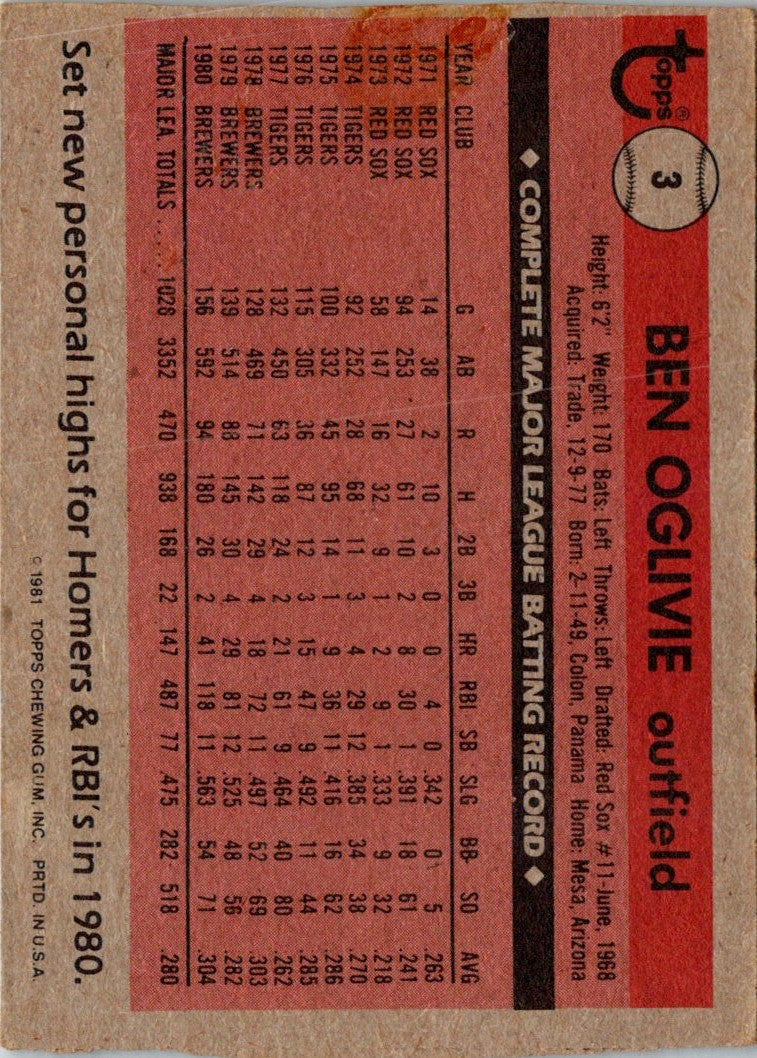 topps®
3
BEN OGLIVIE outfield
Height: 6'2" Weight: 170 Bats: Left Throws: Left Drafted: Red Sox #11-June, 1968
Acquired: Trade, 12-9-77 Born: 2-11-49, Colon, Panama Home: Mesa, Arizona
◆ COMPLETE MAJOR LEAGUE BATTING RECORD ◆
YEAR CLUB G AB R H 2B 3B HR RBI SB SLG BB SO AVG
1971 RED SOX 14 38 2 10 3 0 0 4 0 .342 0 5 .263
1972 RED SOX 94 253 27 61 10 2 8 30 1 .391 18 61 .241
1973 RED SOX 58 147 16 32 9 1 2 9 1 .333 9 32 .218
1974 TIGERS 92 252 28 68 11 3 4 29 12 .385 34 38 .270
1975 TIGERS 100 332 45 95 14 1 9 36 11 .416 16 62 .286
1976 TIGERS 115 305 36 87 12 3 15 47 9 .492 11 44 .285
1977 TIGERS 132 450 63 118 24 2 21 61 9 .464 40 80 .262
1978 BREWERS 128 469 71 142 29 4 18 72 11 .497 52 69 .303
1979 BREWERS 139 514 88 145 30 4 29 81 12 .525 48 56 .282
1980 BREWERS 156 592 94 180 26 2 41 118 11 .563 54 71 .304
MAJOR LEA. TOTALS ...... 1028 3352 470 938 168 22 147 487 77 .475 282 518 .280
Set new personal highs for Homers & RBI's in 1980.
© 1981 TOPPS CHEWING GUM, INC. PRTD. IN U.S.A.